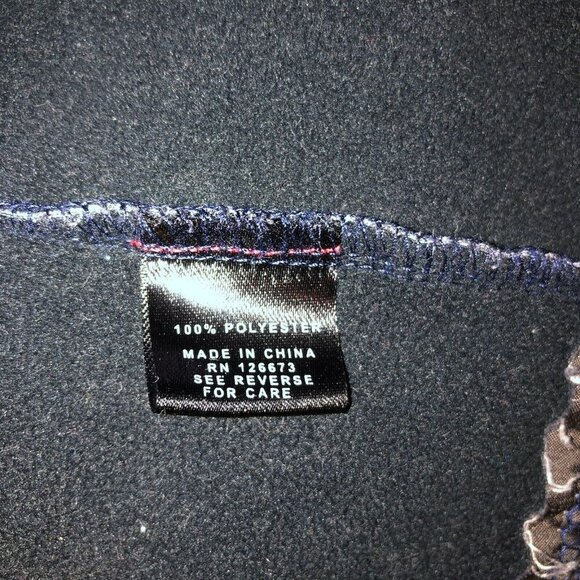 100% POLYESTER
MADE IN CHINA
RN 126673
SEE REVERSE
FOR CARE